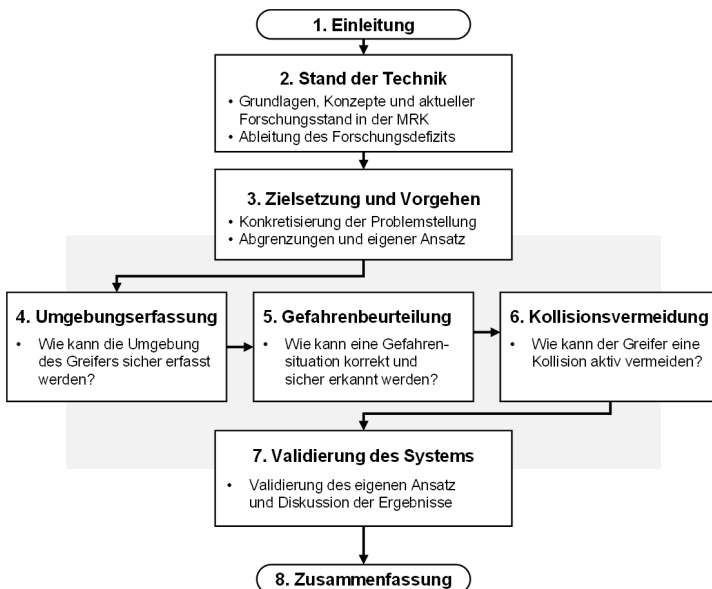 1. Einleitung
2. Stand der Technik
• Grundlagen, Konzepte und aktueller
Forschungsstand in der MRK
• Ableitung des Forschungsdefizits
3. Zielsetzung und Vorgehen
• Konkretisierung der Problemstellung
• Abgrenzungen und eigener Ansatz
4. Umgebungserfassung
• Wie kann die Umgebung
des Greifers sicher erfasst
werden?
5. Gefahrenbeurteilung
• Wie kann eine Gefahren-
situation korrekt und
sicher erkannt werden?
6. Kollisionsvermeidung
• Wie kann der Greifer eine
Kollision aktiv vermeiden?
7. Validierung des Systems
• Validierung des eigenen Ansatz
und Diskussion der Ergebnisse
8. Zusammenfassung